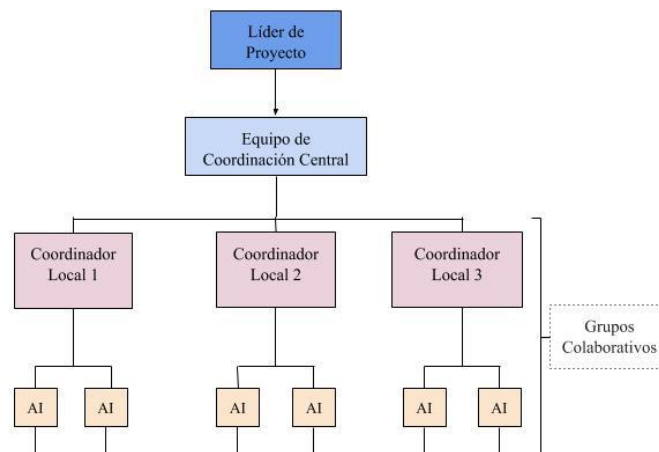 Líder de
Proyecto
Equipo de
Coordinación Central
Coordinador
Local 1
Coordinador
Local 2
Coordinador
Local 3
Grupos
Colaborativos
AI
AI
AI
AI
AI
AI